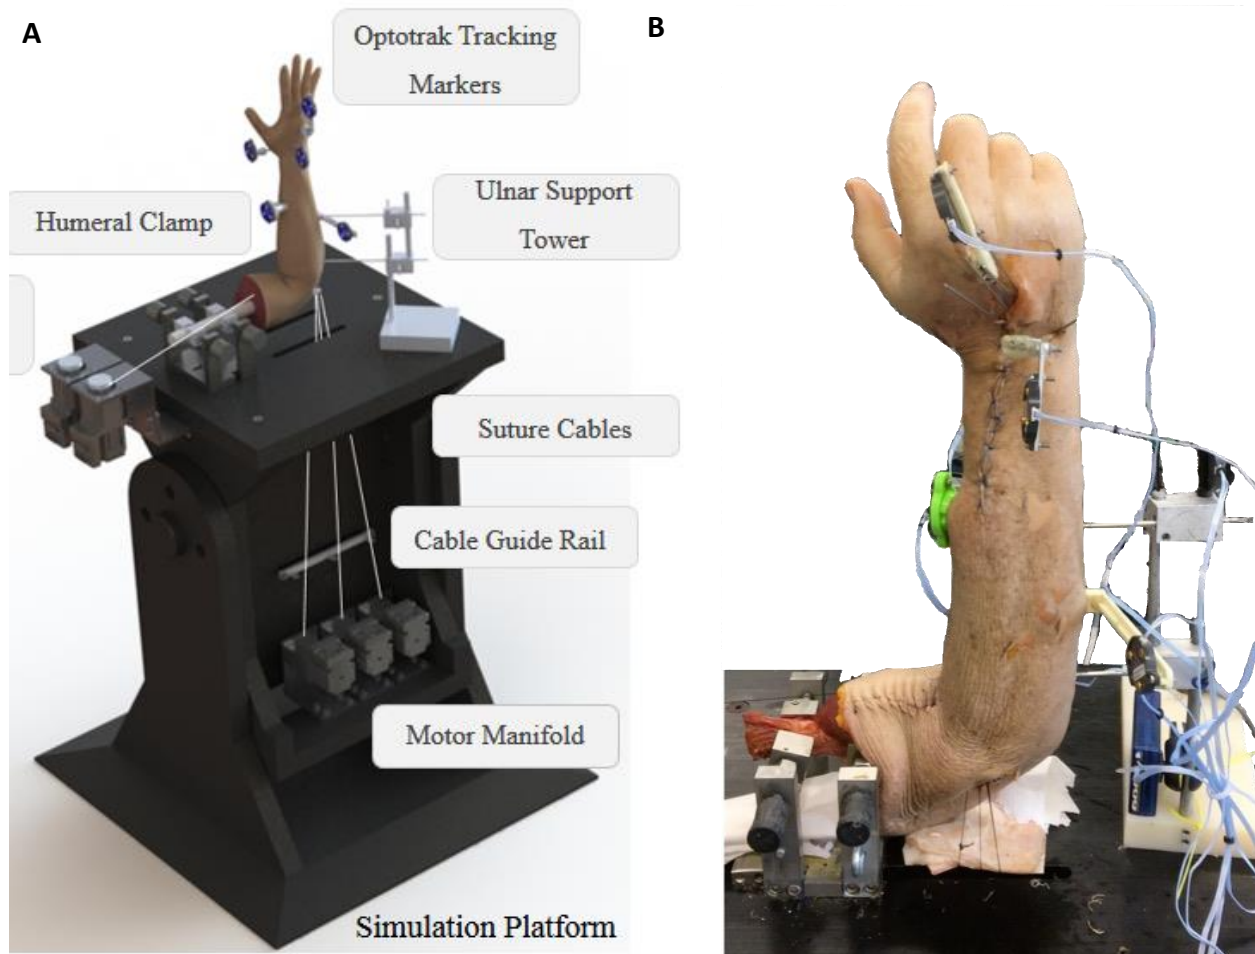 A
B
Optotrak Tracking
Markers
Humeral Clamp
Ulnar Support
Tower
Suture Cables
Cable Guide Rail
Motor Manifold
Simulation Platform